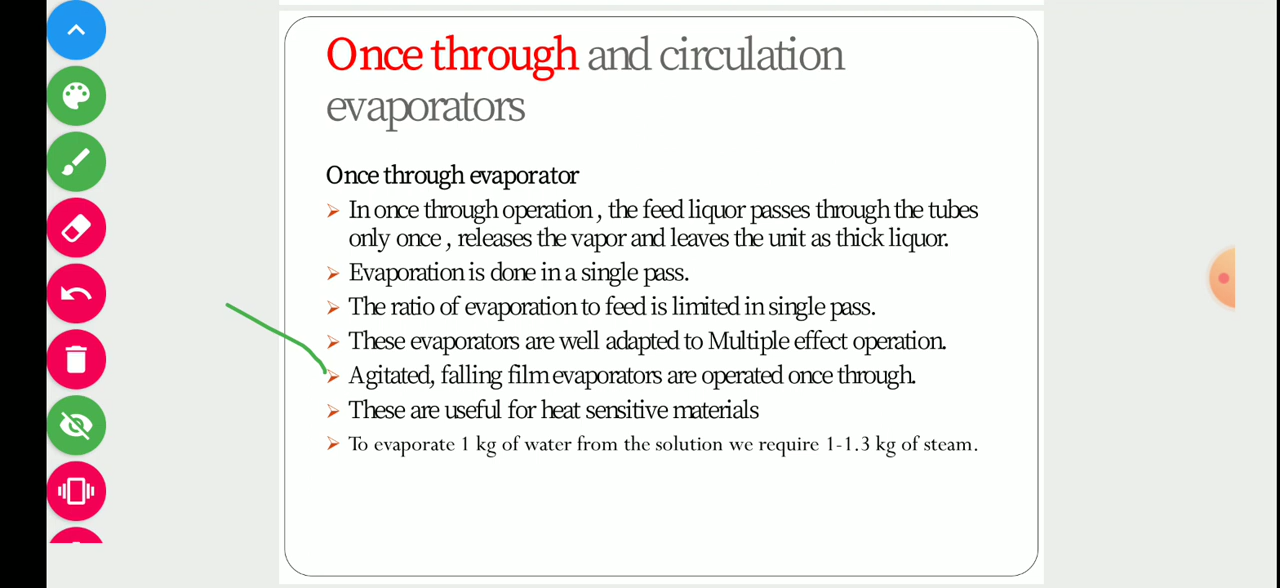 Once through and circulation
evaporators
Once through evaporator
In once through operation , the feed liquor passes through the tubes
only once , releases the vapor and leaves the unit as thick liquor.
Evaporation is done in a single pass.
The ratio of evaporation to feed is limited in single pass.
These evaporators are well adapted to Multiple effect operation.
Agitated, falling film evaporators are operated once through.
These are useful for heat sensitive materials
To evaporate 1 kg of water from the solution we require 1-1.3 kg of steam.